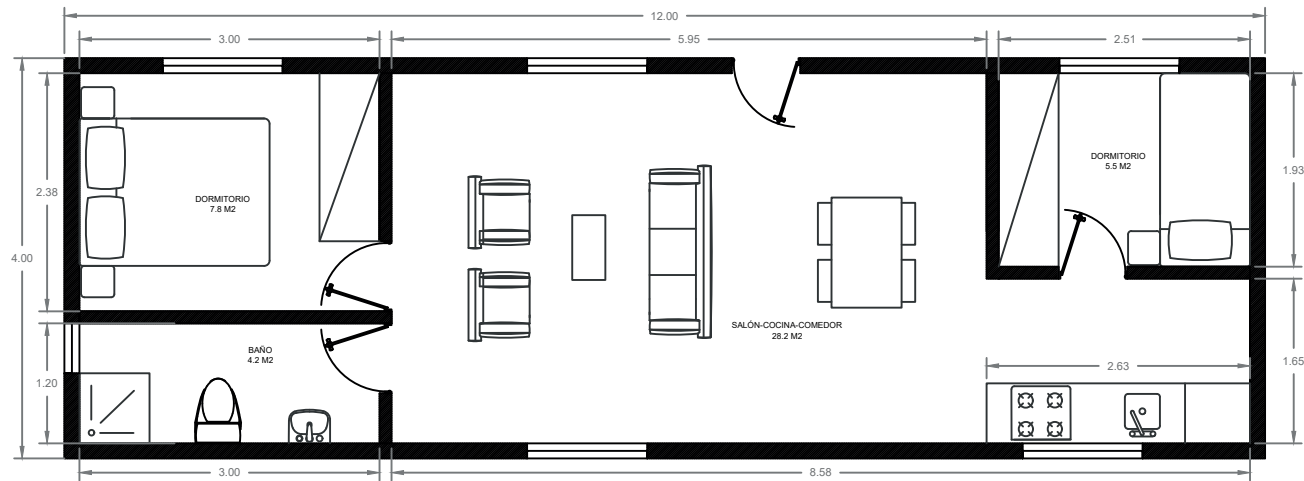 12.00
3.00
5.95
2.51
DORMITORIO
7.8 M2
DORMITORIO
5.5 M2
2.38
1.93
4.00
SALÓN-COCINA-COMEDOR
28.2 M2
BAÑO
4.2 M2
1.20
2.63
1.65
3.00
8.58